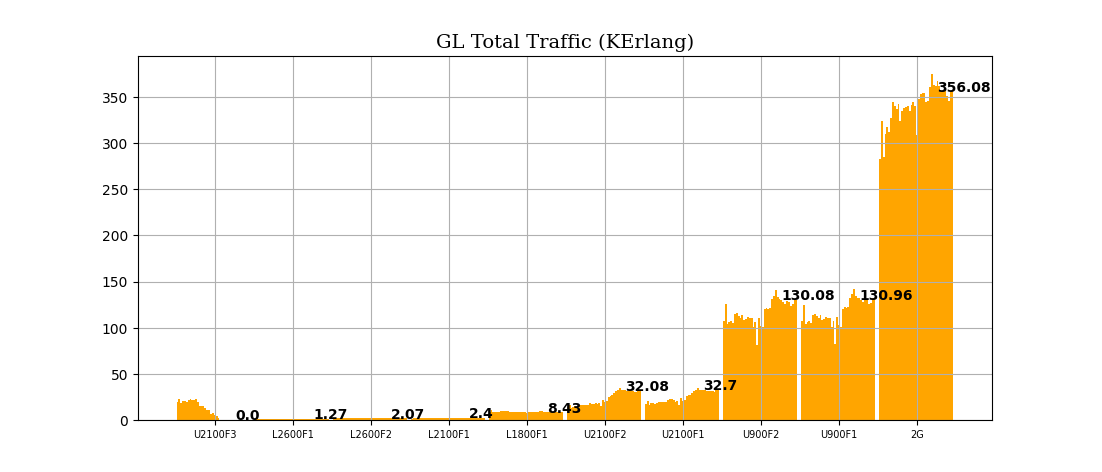 GL Total Traffic (KErlang)
350
300
250
200
150
100
50
0
356.08
130.08
130.96
32.08
32.7
0.0
1.27
2.07
2.4
8.43
U2100F3
L2600F1
L2600F2
L2100F1
L1800F1
U2100F2
U2100F1
U900F2
U900F1
2G